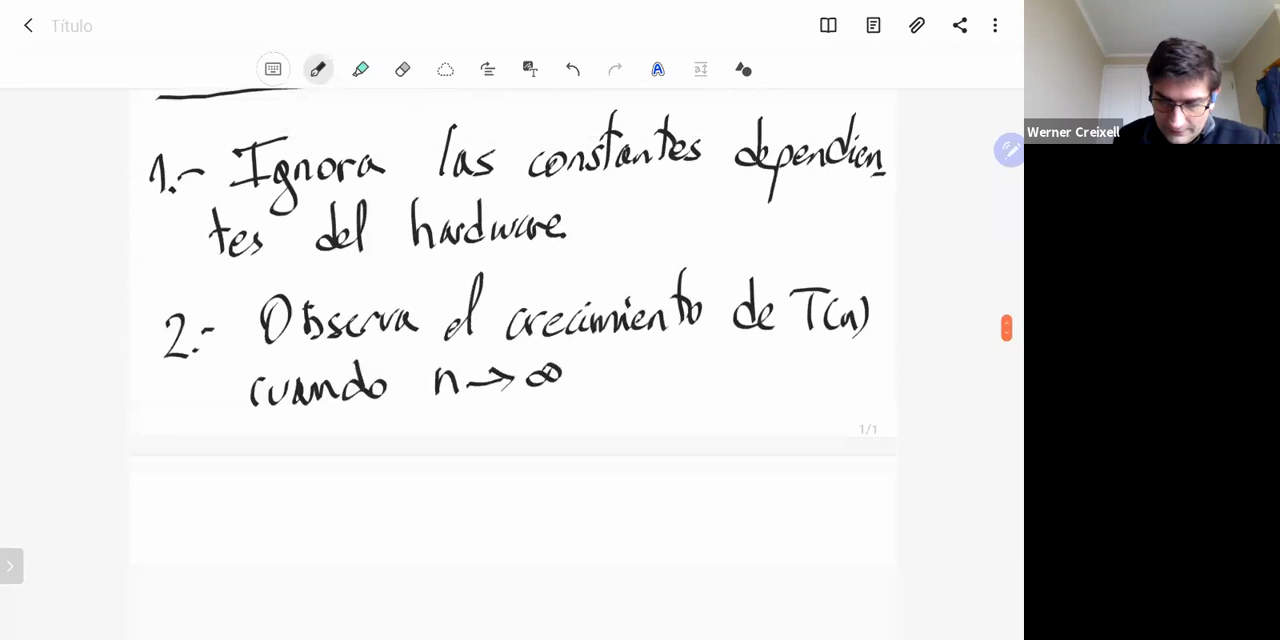 Título
Werner Creixell
1.- Ignora las constantes dependien
tes del hardware.
2.- Observa el crecimiento de T(n)
cuando n → ∞
1/1